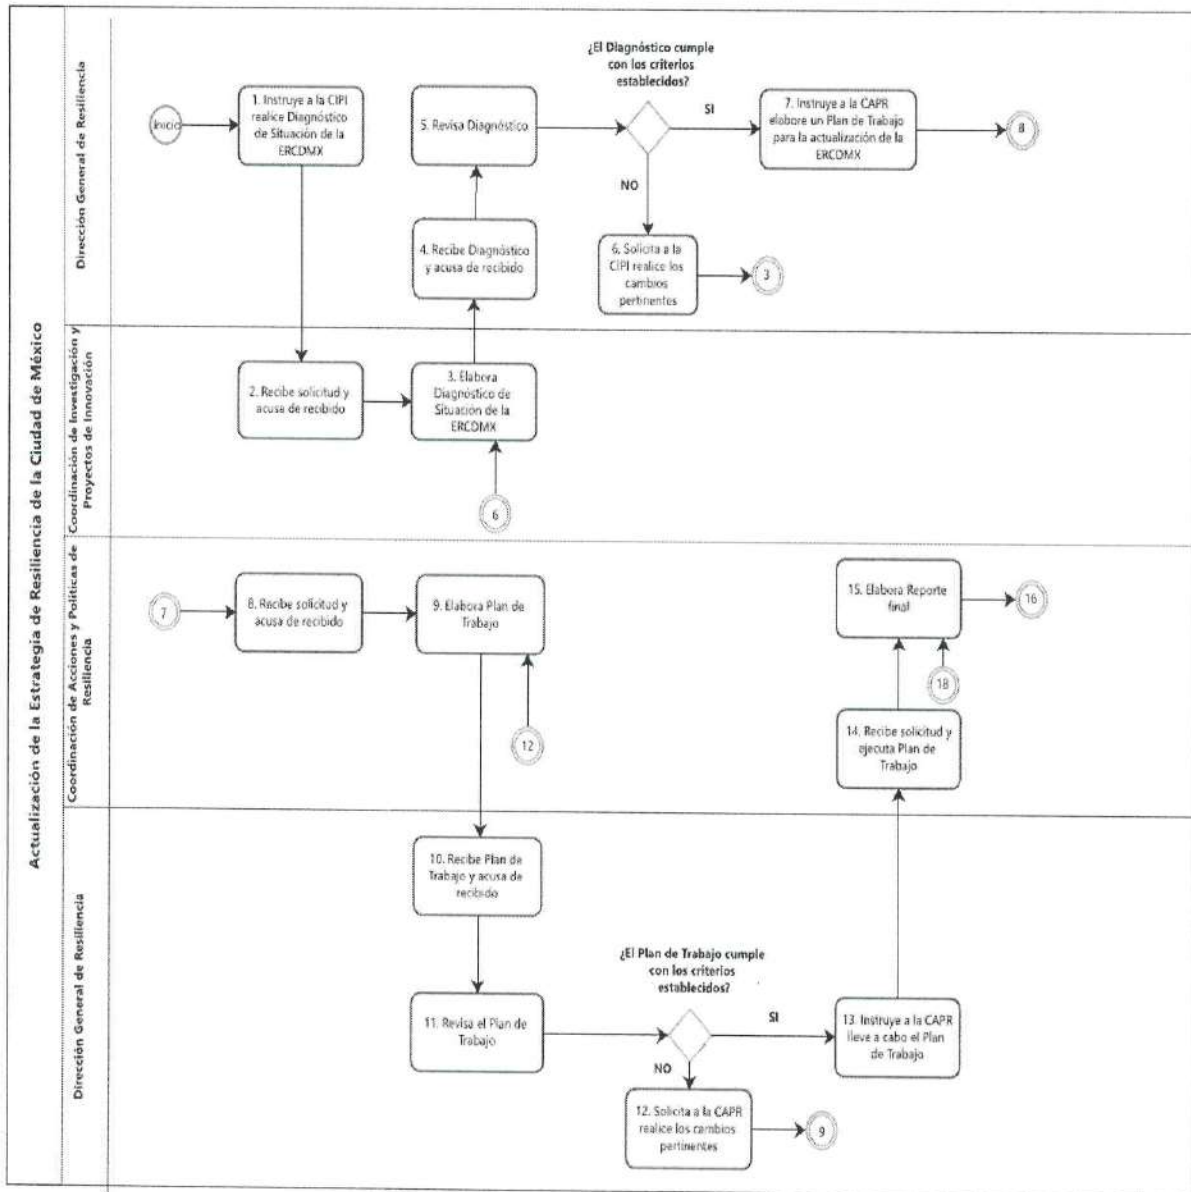 Actualización de la Estrategia de Resiliencia de la Ciudad de México
Dirección General de Resiliencia
Inicio
1. Instruye a la CIPI
realice Diagnóstico
de Situación de la
ERCDMX
5. Revisa Diagnóstico
¿El Diagnóstico cumple
con los criterios
establecidos?
SI
7. Instruye a la CAPR
elabore un Plan de Trabajo
para la actualización de la
ERCDMX
8
NO
4. Recibe Diagnóstico
y acusa de recibido
6. Solicita a la
CIPI realice los
cambios
pertinentes
3
Coordinación de Investigación y
Proyectos de Innovación
2. Recibe solicitud y
acusa de recibido
3. Elabora
Diagnóstico de
Situación de la
ERCDMX
6
Coordinación de Acciones y Políticas de
Resiliencia
7
8. Recibe solicitud y
acusa de recibido
9. Elabora Plan de
Trabajo
12
15. Elabora Reporte
final
16
18
14. Recibe solicitud y
ejecuta Plan de
Trabajo
Dirección General de Resiliencia
10. Recibe Plan de
Trabajo y acusa de
recibido
11. Revisa el Plan de
Trabajo
¿El Plan de Trabajo cumple
con los criterios
establecidos?
SI
13. Instruye a la CAPR
lleve a cabo el Plan
de Trabajo
NO
12. Solicita a la CAPR
realice los cambios
pertinentes
9